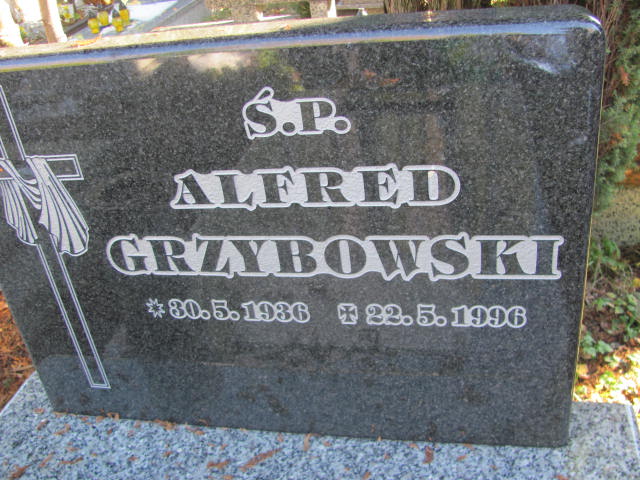 Ś.P.
ALFRED
GRZYBOWSKI
30.5.1936 22.5.1996